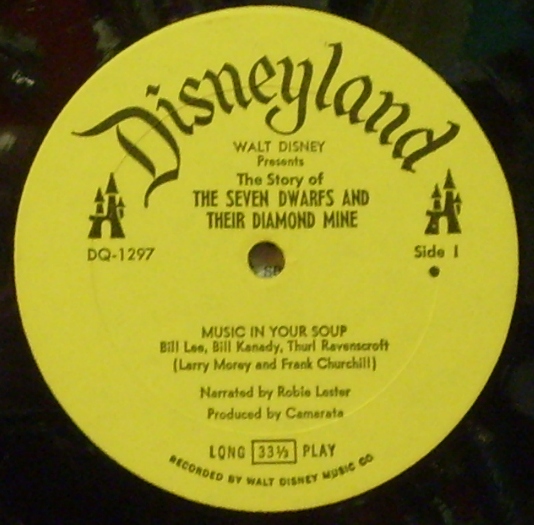 Disneyland
WALT DISNEY
Presents
The Story of
THE SEVEN DWARFS AND
THEIR DIAMOND MINE
DQ-1297
Side 1
MUSIC IN YOUR SOUP
Bill Lee, Bill Kanady, Thurl Ravenscroft
(Larry Morey and Frank Churchill)
Narrated by Robie Lester
Produced by Camarata
LONG 33⅓ PLAY
RECORDED BY WALT DISNEY MUSIC CO